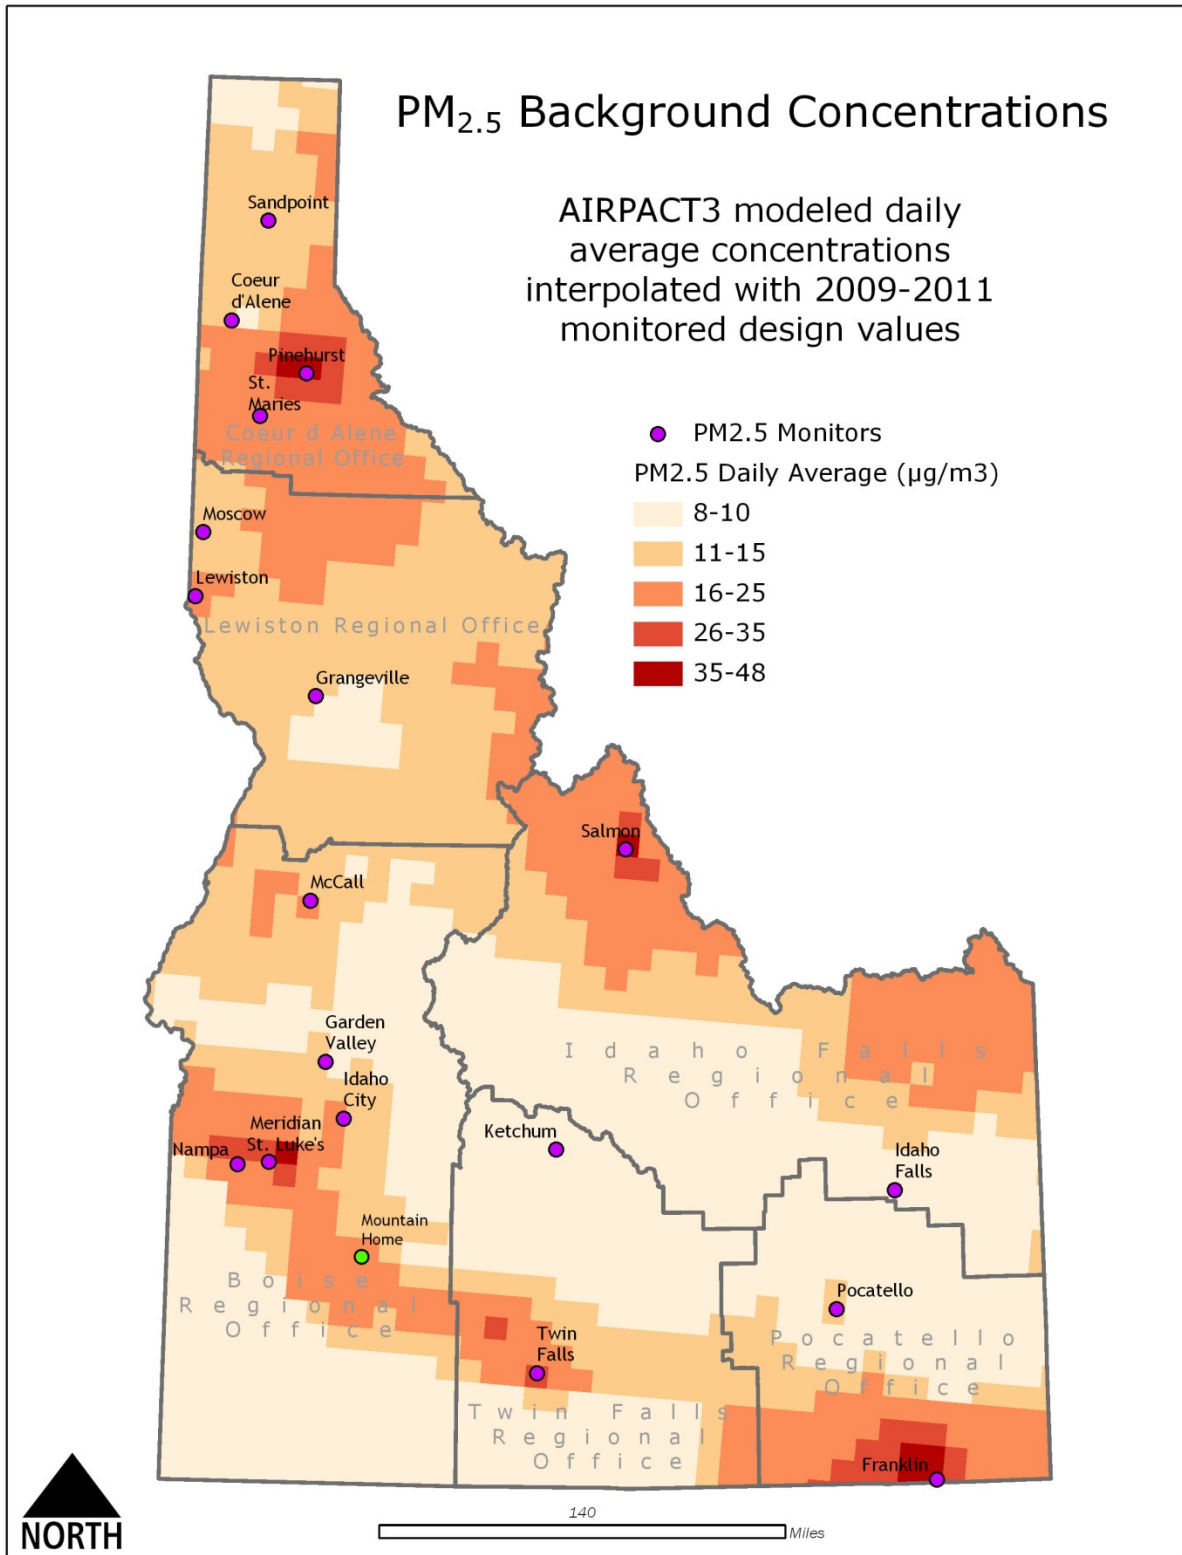 PM2.5 Background Concentrations
AIRPACT3 modeled daily
average concentrations
interpolated with 2009-2011
monitored design values
PM2.5 Monitors
PM2.5 Daily Average (µg/m3)
8-10
11-15
16-25
26-35
35-48
Sandpoint
Coeur
d'Alene
Pinehurst
St.
Maries
Coeur d Alene
Regional Office
Moscow
Lewiston
Lewiston Regional Office
Grangeville
Salmon
McCall
Garden
Valley
Idaho
City
Meridian
St. Luke's
Nampa
Mountain
Home
Boise
Regional
Office
Idaho Falls
Regional
Office
Ketchum
Idaho
Falls
Pocatello
Pocatello
Regional
Office
Twin
Falls
Twin Falls
Regional
Office
Franklin
NORTH
140
Miles